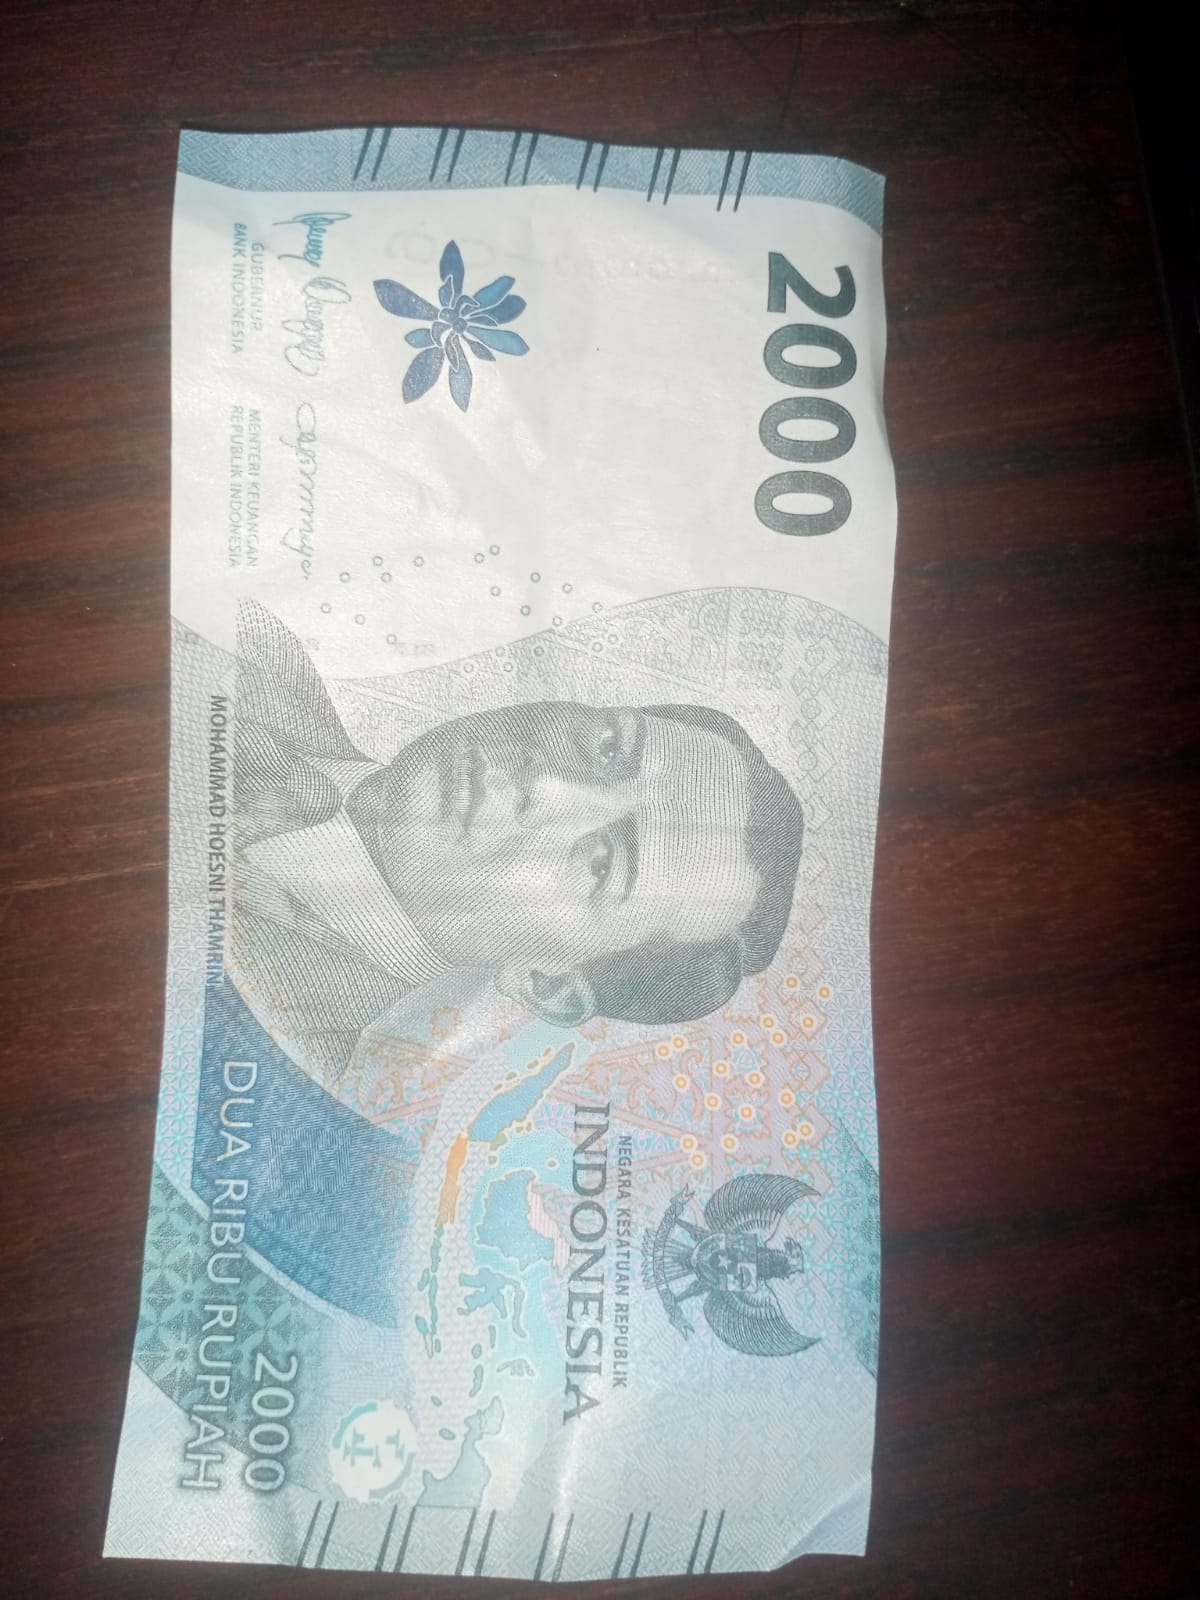 2000
NEGARA KESATUAN REPUBLIK
INDONESIA
GUBERNUR
BANK INDONESIA
MENTERI KEUANGAN
REPUBLIK INDONESIA
MOHAMMAD HOESNI THAMRIN
2000
DUA RIBU RUPIAH